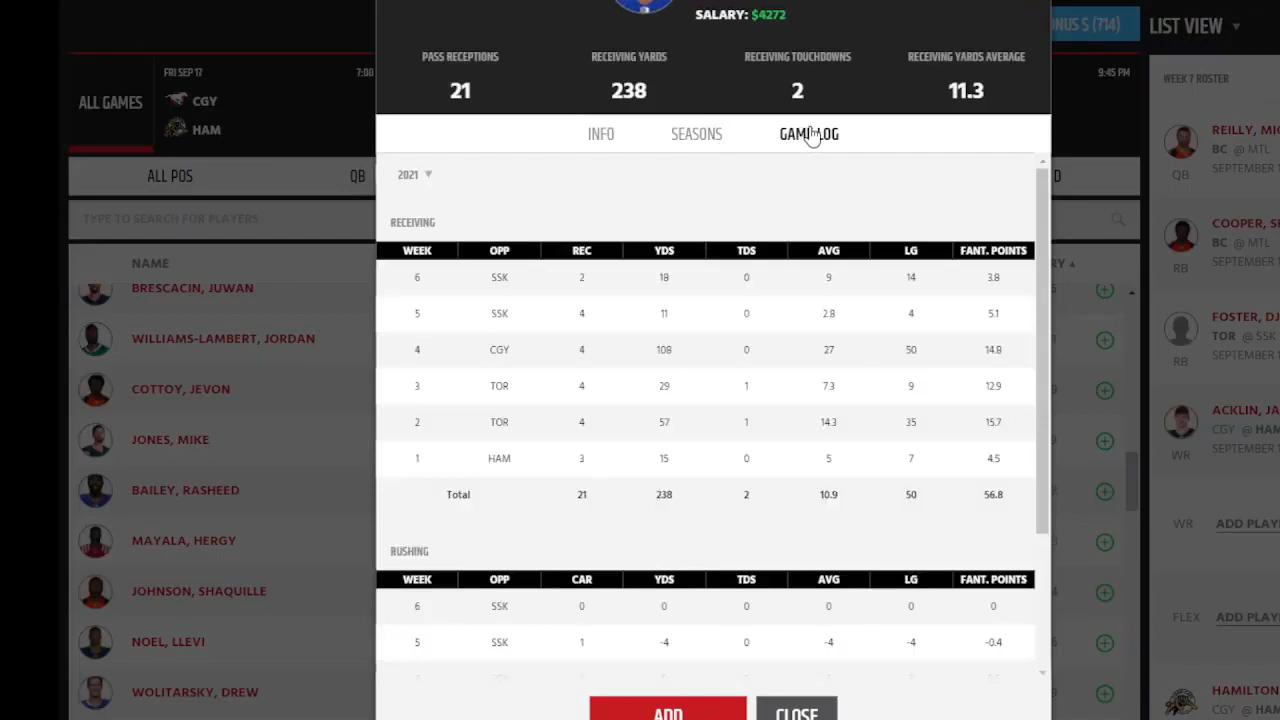 SALARY: $4272
ONUS $ (714)
LIST VIEW
PASS RECEPTIONS RECEIVING YARDS RECEIVING TOUCHDOWNS RECEIVING YARDS AVERAGE
21 238 2 11.3
FRI SEP 17 7:00
9:45 PM
ALL GAMES
CGY
HAM
WEEK 7 ROSTER
INFO SEASONS GAME LOG
ALL POS QB D
2021
TYPE TO SEARCH FOR PLAYERS
NAME
RECEIVING
WEEK OPP REC YDS TDS AVG LG FANT. POINTS
6 SSK 2 18 0 9 14 3.8
5 SSK 4 11 0 2.8 4 5.1
4 CGY 4 108 0 27 50 14.8
3 TOR 4 29 1 7.3 9 12.9
2 TOR 4 57 1 14.3 35 15.7
1 HAM 3 15 0 5 7 4.5
Total 21 238 2 10.9 50 56.8
RUSHING
WEEK OPP CAR YDS TDS AVG LG FANT. POINTS
6 SSK 0 0 0 0 0 0
5 SSK 1 -4 0 -4 -4 -0.4
ADD CLOSE
BRESCACIN, JUWAN
WILLIAMS-LAMBERT, JORDAN
COTTOY, JEVON
JONES, MIKE
BAILEY, RASHEED
MAYALA, HERGY
JOHNSON, SHAQUILLE
NOEL, LLEVI
WOLITARSKY, DREW
REILLY, MI
BC @ MTL
SEPTEMBER
QB
COOPER, S
BC @ MTL
SEPTEMBER
RB
FOSTER, DJ
TOR @ SSK
SEPTEMBER
RB
ACKLIN, JA
CGY @ HAM
SEPTEMBER
WR
WR ADD PLAY
FLEX ADD PLAY
HAMILTON
CGY @ HAM